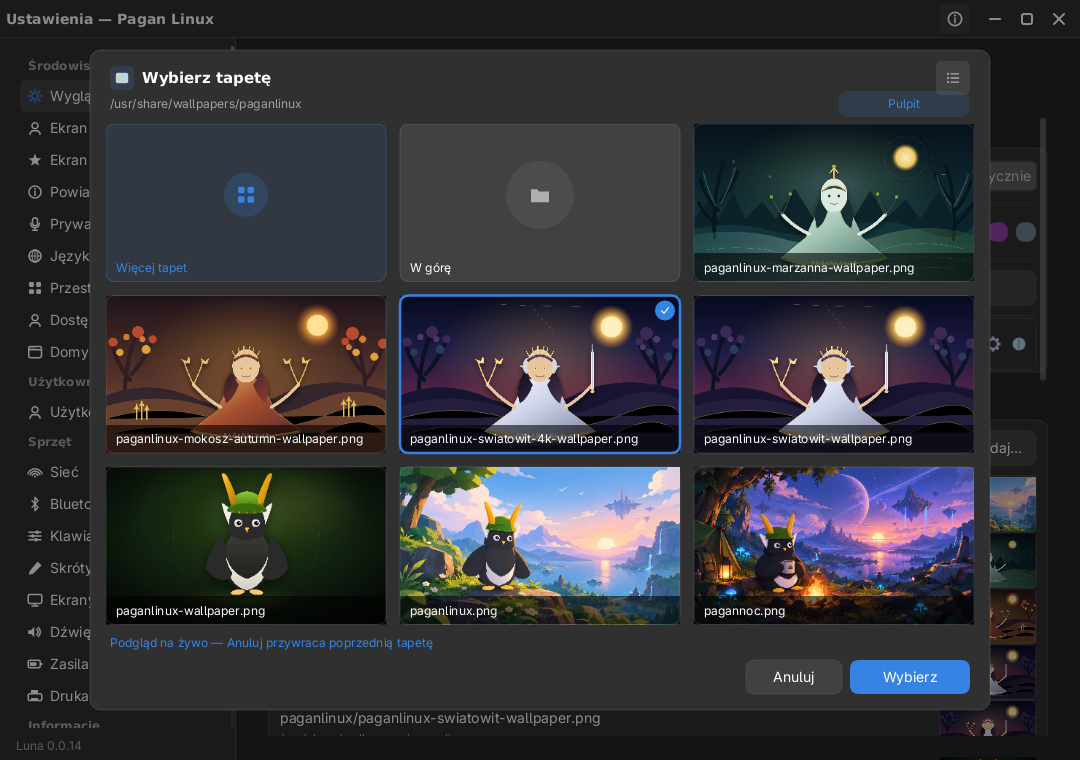 Ustawienia — Pagan Linux
Środowis
Wyglą
Ekran
Ekran
Powia
Prywa
Język
Przest
Dostę
Domy
Użytkown
Użytko
Sprzęt
Sieć
Blueto
Klawia
Skróty
Ekrany
Dźwię
Zasila
Druka
Informacje
Luna 0.0.14
Wybierz tapetę
/usr/share/wallpapers/paganlinux
Pulpit
ycznie
Więcej tapet
W górę
paganlinux-marzanna-wallpaper.png
paganlinux-mokosz-autumn-wallpaper.png
paganlinux-swiatowit-4k-wallpaper.png
paganlinux-swiatowit-wallpaper.png
daj...
paganlinux-wallpaper.png
paganlinux.png
pagannoc.png
Podgląd na żywo — Anuluj przywraca poprzednią tapetę
Anuluj
Wybierz
paganlinux/paganlinux-swiatowit-wallpaper.png